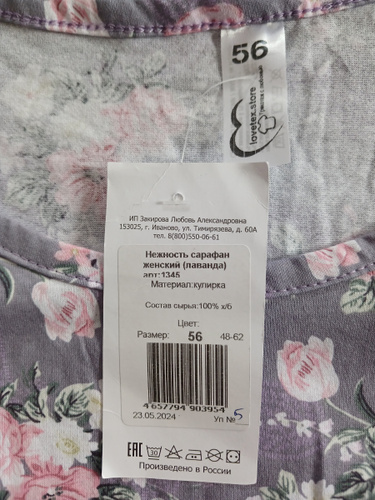 56
lovetex.store
ИП Закирова Любовь Александровна
153025, г. Иваново, ул. Тимирязева, д. 60А
тел. 8(800)550-06-61
Нежность сарафан
женский (лаванда)
арт:1345
Материал:кулирка
Состав сырья:100% х/б
Цвет:
Размер: 56 48-62
4 657794 903954
23.05.2024 Уп № 5
EAC 30
Произведено в России